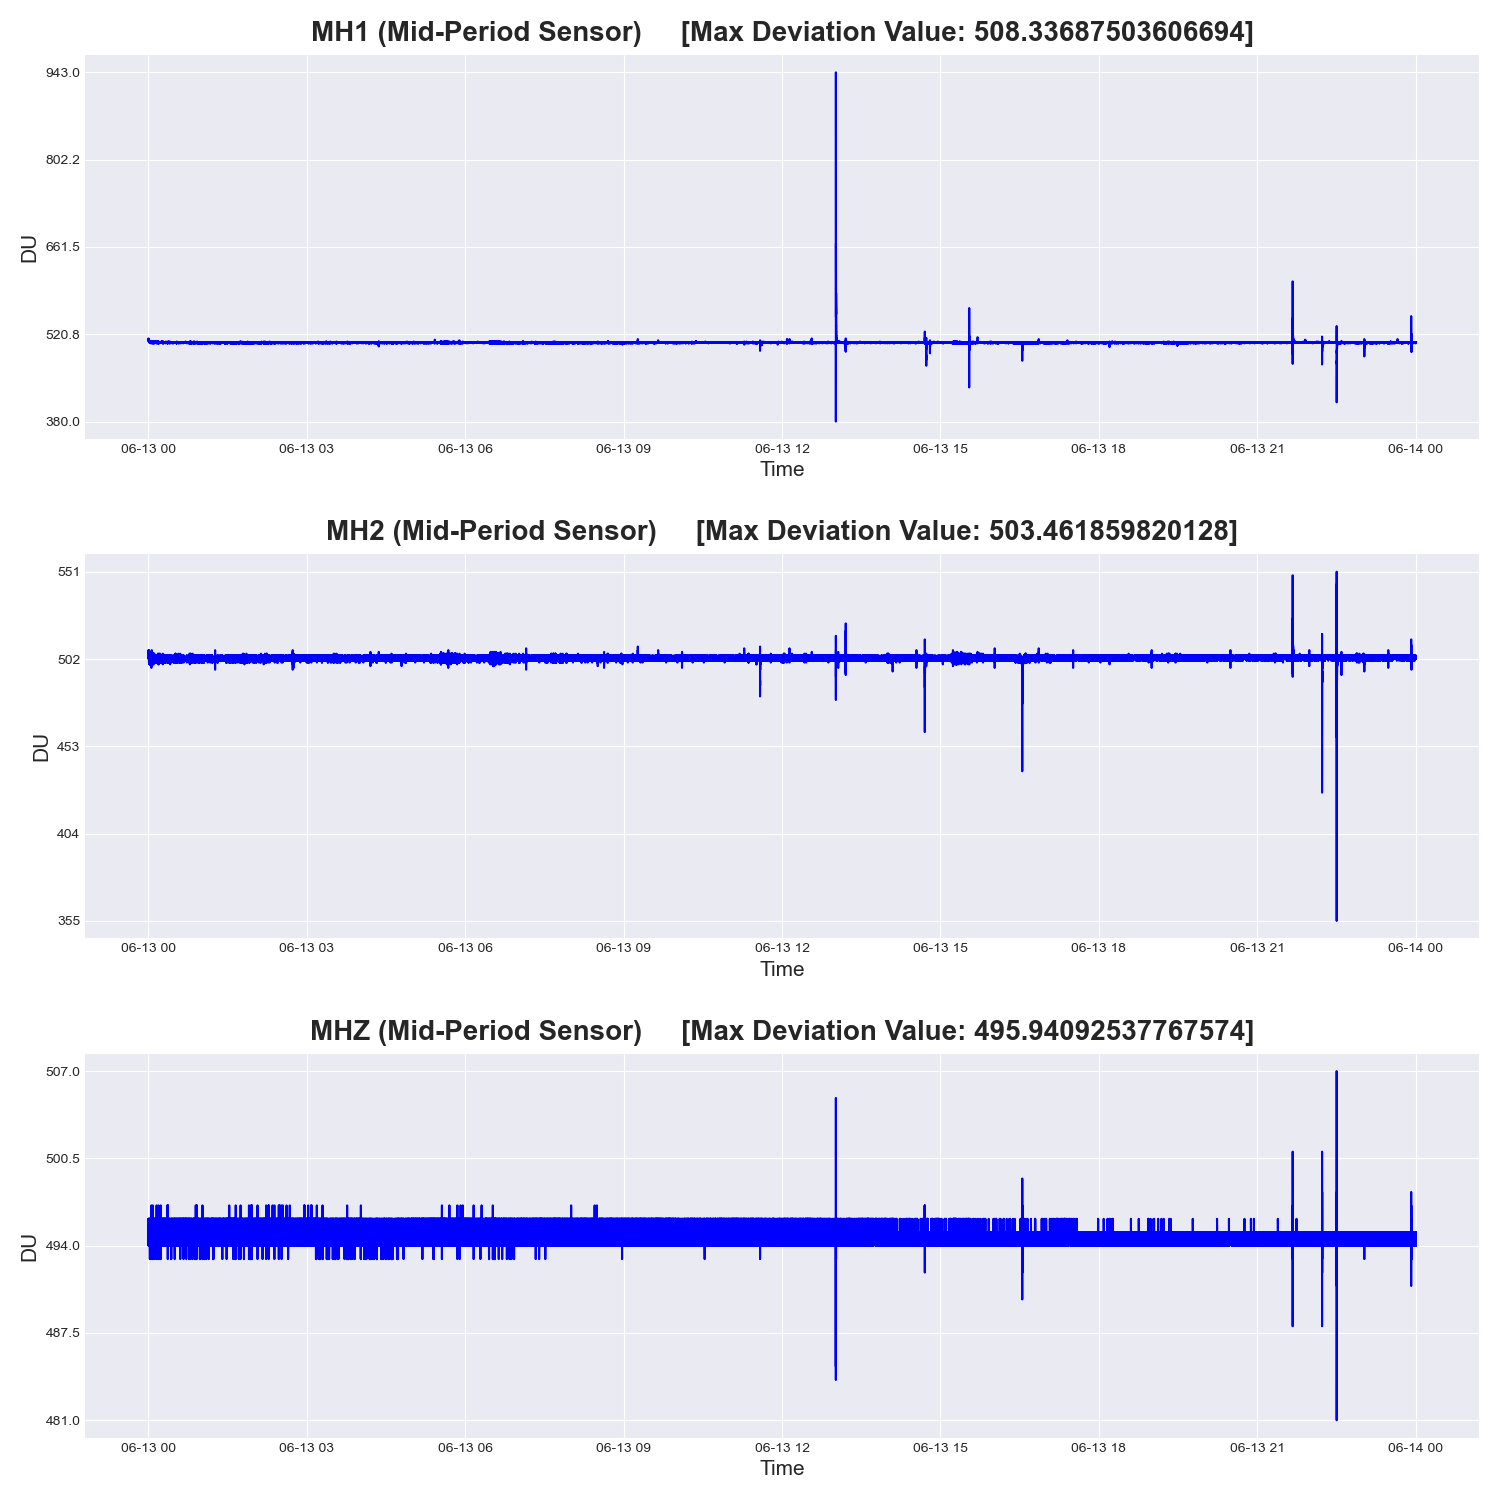 MH1 (Mid-Period Sensor) [Max Deviation Value: 508.33687503606694]
943.0
802.2
661.5
520.8
380.0
DU
06-13 00 06-13 03 06-13 06 06-13 09 06-13 12 06-13 15 06-13 18 06-13 21 06-14 00
Time
MH2 (Mid-Period Sensor) [Max Deviation Value: 503.461859820128]
551
502
453
404
355
DU
06-13 00 06-13 03 06-13 06 06-13 09 06-13 12 06-13 15 06-13 18 06-13 21 06-14 00
Time
MHZ (Mid-Period Sensor) [Max Deviation Value: 495.94092537767574]
507.0
500.5
494.0
487.5
481.0
DU
06-13 00 06-13 03 06-13 06 06-13 09 06-13 12 06-13 15 06-13 18 06-13 21 06-14 00
Time